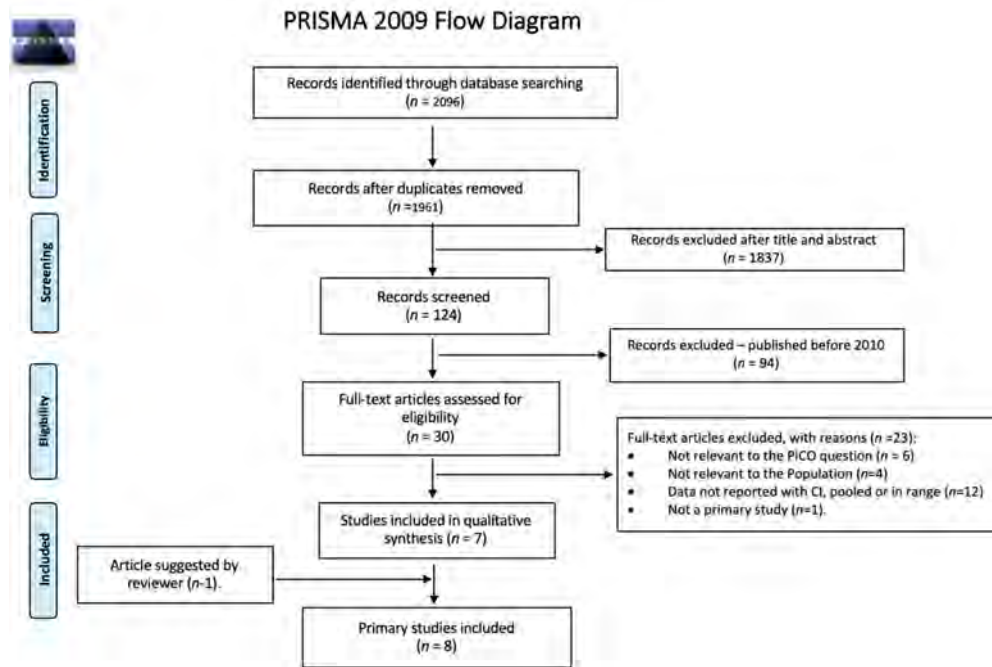 PRISMA 2009 Flow Diagram
Identification
Records identified through database searching
(n = 2096)
Records after duplicates removed
(n =1961)
Screening
Records excluded after title and abstract
(n = 1837)
Records screened
(n = 124)
Records excluded – published before 2010
(n = 94)
Eligibility
Full-text articles assessed for
eligibility
(n = 30)
Full-text articles excluded, with reasons (n =23):
• Not relevant to the PICO question (n = 6)
• Not relevant to the Population (n=4)
• Data not reported with CI, pooled or in range (n=12)
• Not a primary study (n=1).
Included
Studies included in qualitative
synthesis (n = 7)
Article suggested by
reviewer (n-1).
Primary studies included
(n = 8)